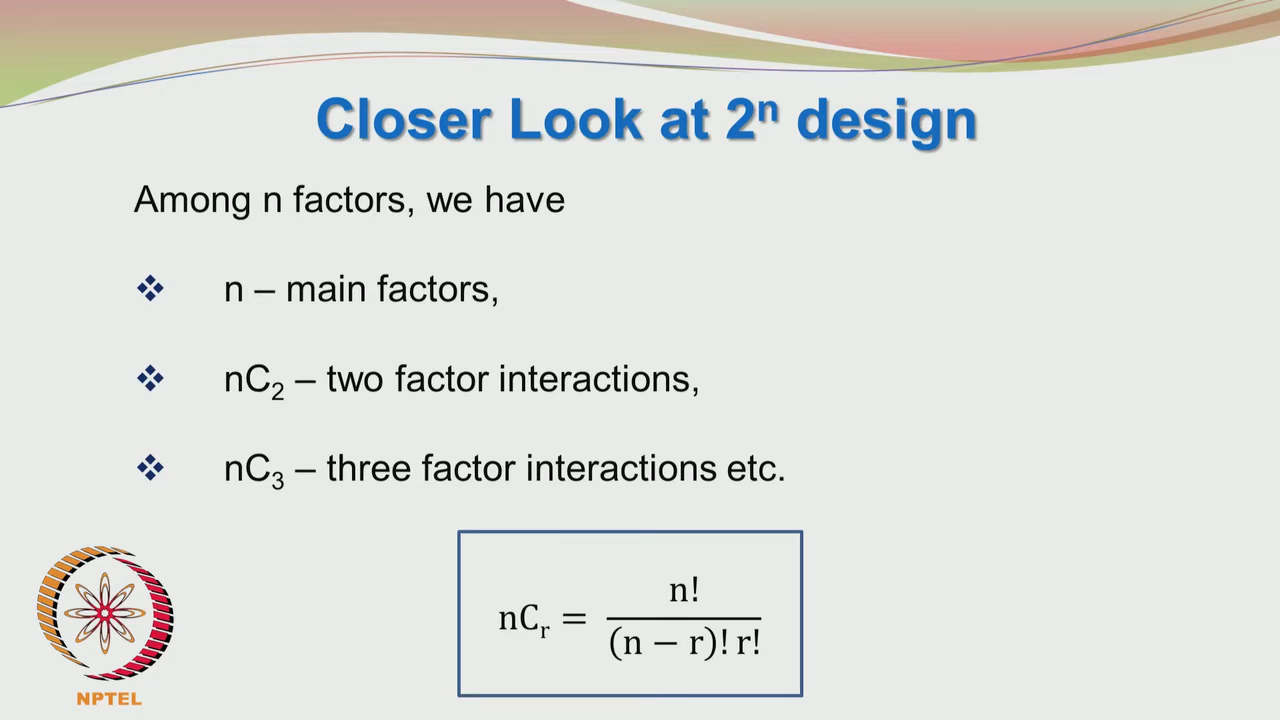 Closer Look at 2ⁿ design
Among n factors, we have
❖ n – main factors,
❖ nC₂ – two factor interactions,
❖ nC₃ – three factor interactions etc.
nCᵣ = n! / (n − r)! r!
NPTEL